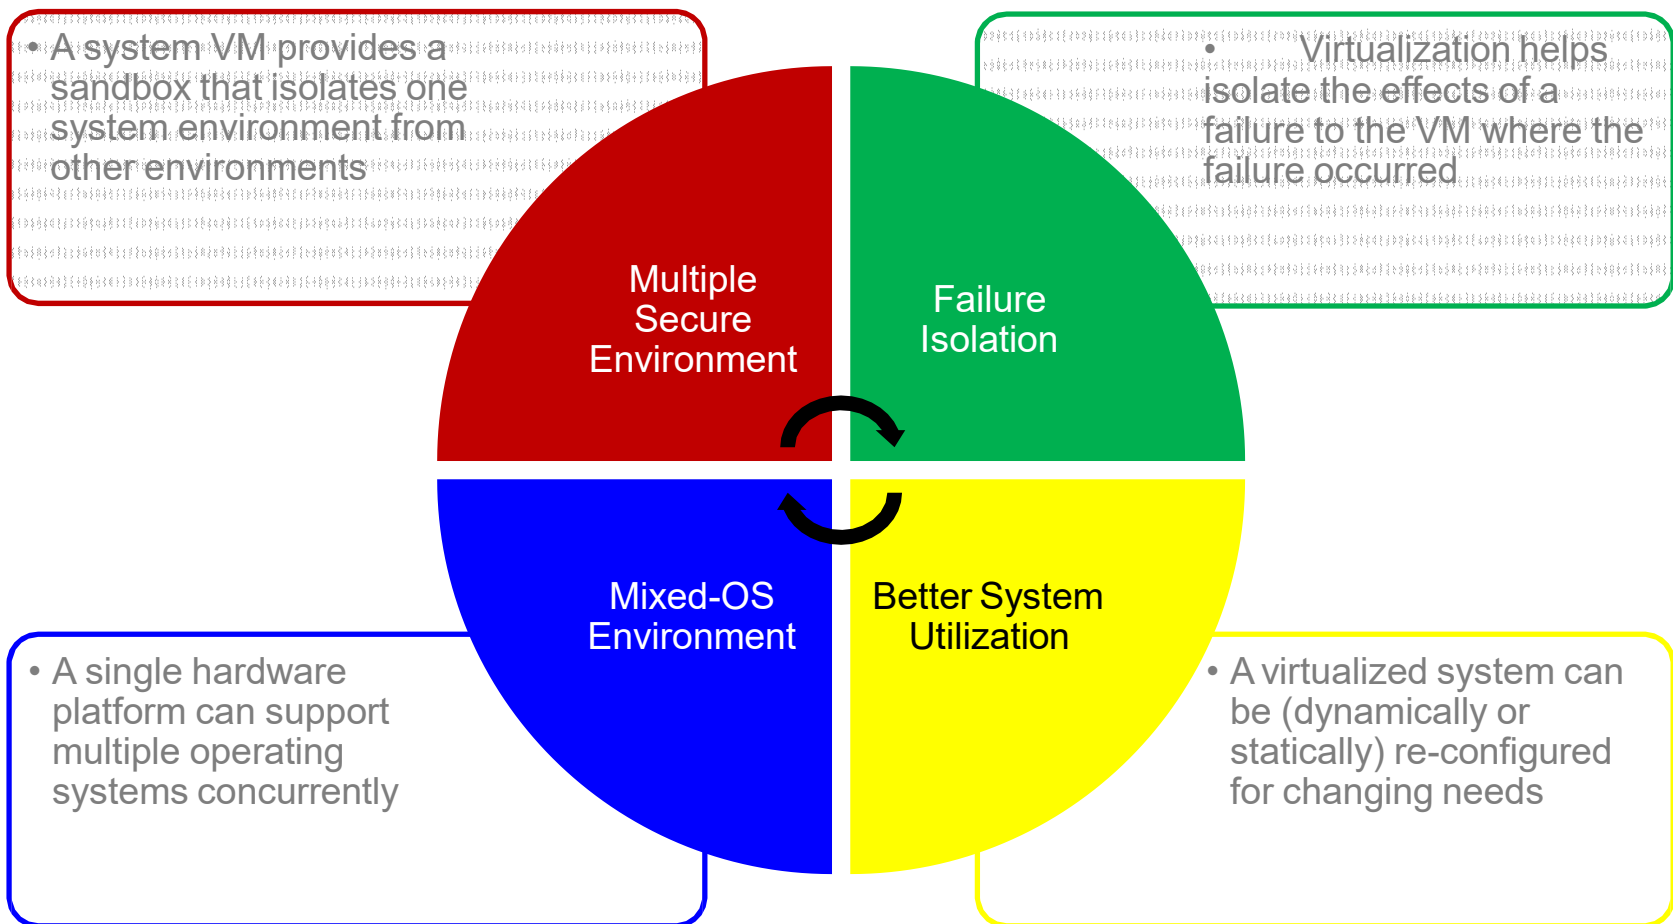 • A system VM provides a
sandbox that isolates one
system environment from
other environments
• Virtualization helps
isolate the effects of a
failure to the VM where the
failure occurred
Multiple
Secure
Environment
Failure
Isolation
Mixed-OS
Environment
Better System
Utilization
• A single hardware
platform can support
multiple operating
systems concurrently
• A virtualized system can
be (dynamically or
statically) re-configured
for changing needs